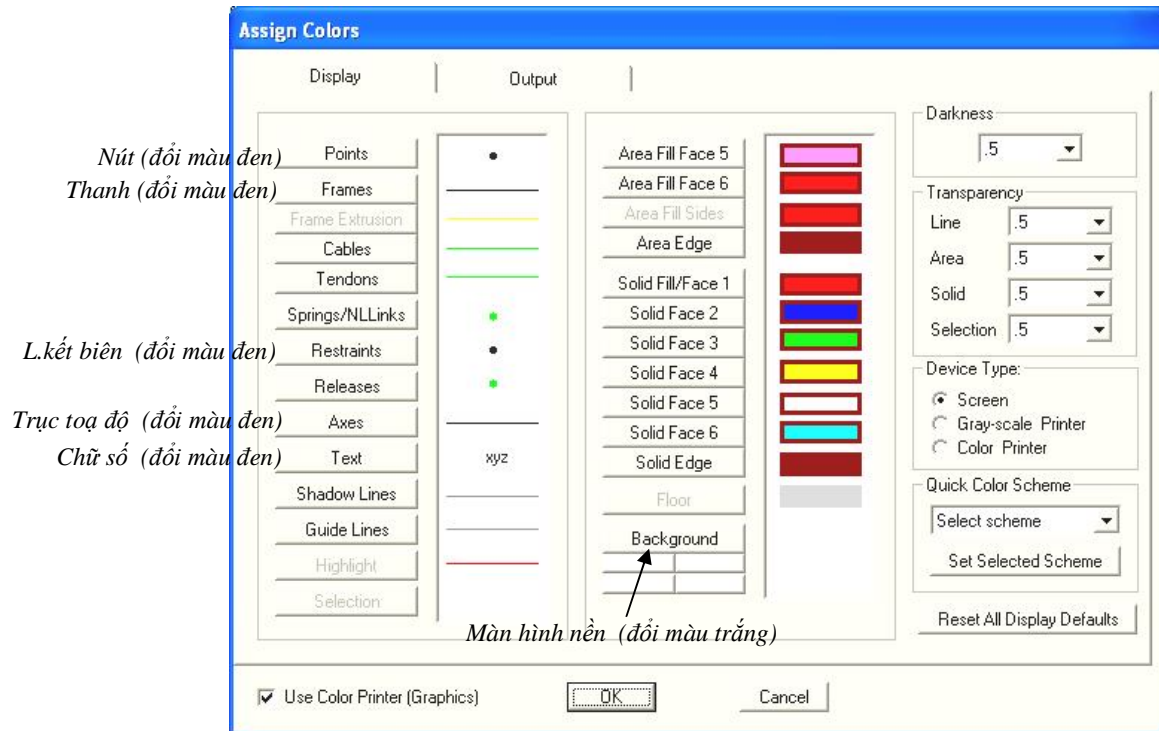 Assign Colors
Display
Output
Nút (đổi màu đen)
Thanh (đổi màu đen)
L.kết biên (đổi màu đen)
Trục toạ độ (đổi màu đen)
Chữ số (đổi màu đen)
Points
Frames
Frame Extrusion
Cables
Tendons
Springs/NLLinks
Restraints
Releases
Axes
Text
xyz
Shadow Lines
Guide Lines
Highlight
Selection
Area Fill Face 5
Area Fill Face 6
Area Fill Sides
Area Edge
Solid Fill/Face 1
Solid Face 2
Solid Face 3
Solid Face 4
Solid Face 5
Solid Face 6
Solid Edge
Floor
Background
Màn hình nền (đổi màu trắng)
Darkness
.5
Transparency
Line .5
Area .5
Solid .5
Selection .5
Device Type:
Screen
Gray-scale Printer
Color Printer
Quick Color Scheme
Select scheme
Set Selected Scheme
Reset All Display Defaults
Use Color Printer (Graphics)
OK
Cancel